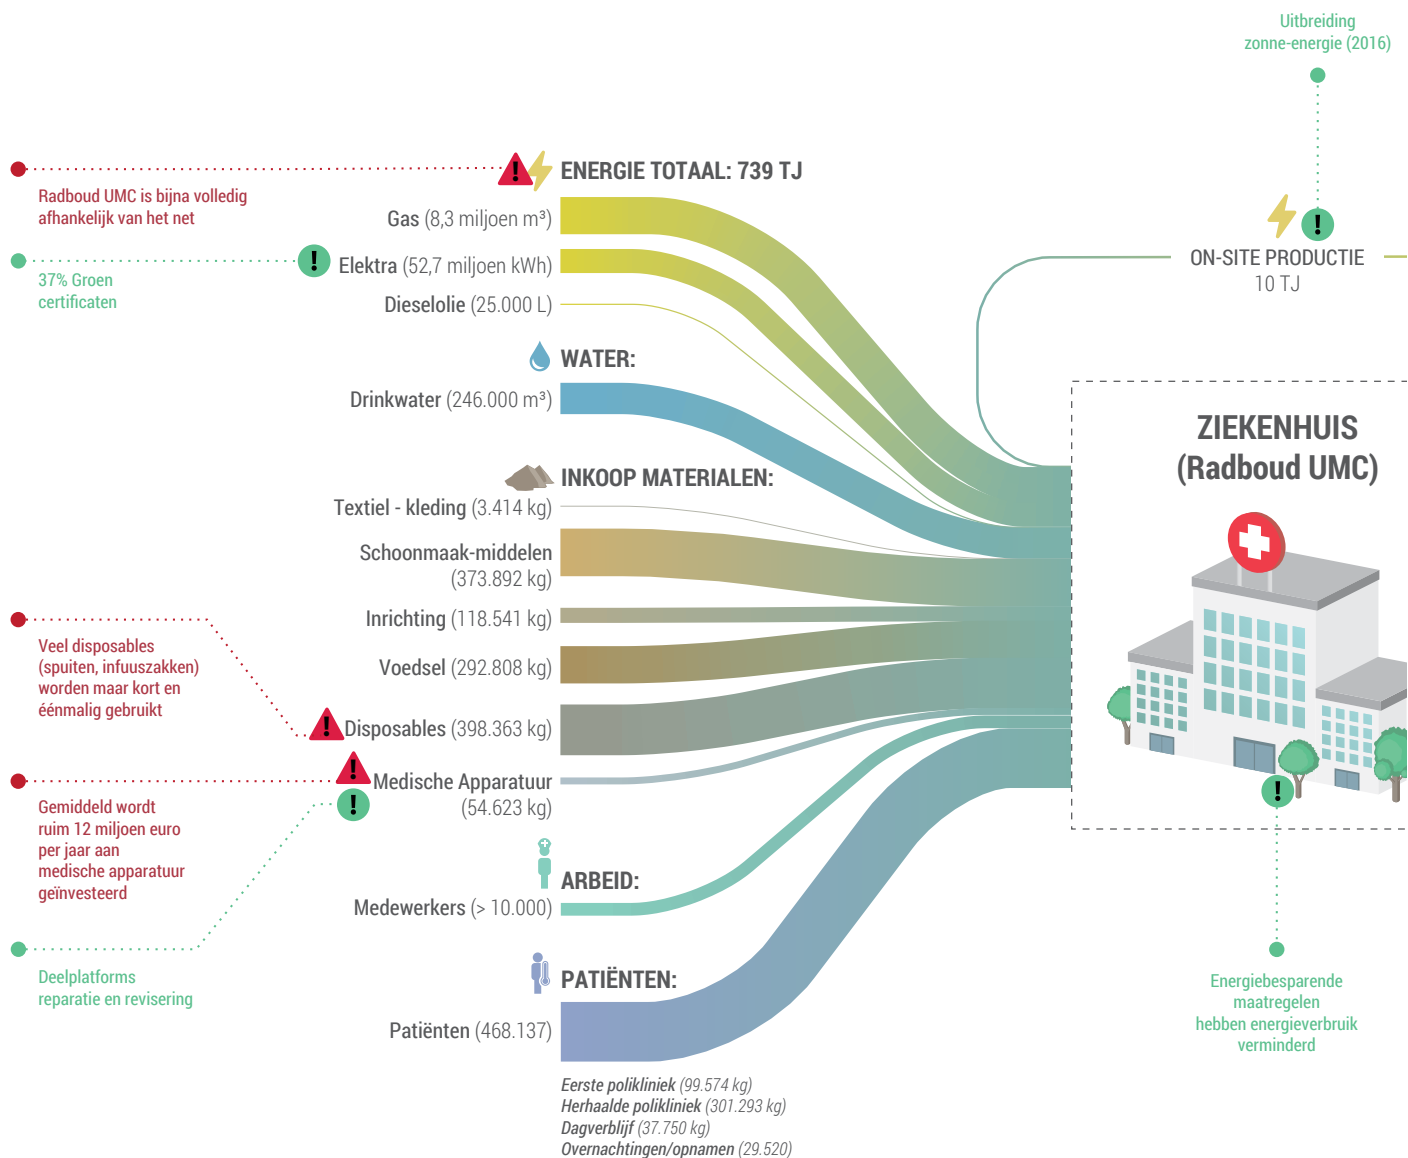 Uitbreiding
zonne-energie (2016)
ENERGIE TOTAAL: 739 TJ
Radboud UMC is bijna volledig
afhankelijk van het net
Gas (8,3 miljoen m³)
Elektra (52,7 miljoen kWh)
37% Groen
certificaten
Dieselolie (25.000 L)
ON-SITE PRODUCTIE
10 TJ
WATER:
Drinkwater (246.000 m³)
ZIEKENHUIS
(Radboud UMC)
INKOOP MATERIALEN:
Textiel - kleding (3.414 kg)
Schoonmaak-middelen
(373.892 kg)
Inrichting (118.541 kg)
Voedsel (292.808 kg)
Veel disposables
(spuiten, infuuszakken)
worden maar kort en
éénmalig gebruikt
Disposables (398.363 kg)
Medische Apparatuur
(54.623 kg)
Gemiddeld wordt
ruim 12 miljoen euro
per jaar aan
medische apparatuur
geïnvesteerd
ARBEID:
Medewerkers (> 10.000)
Deelplatforms
reparatie en revisering
PATIËNTEN:
Patiënten (468.137)
Eerste polikliniek (99.574 kg)
Herhaalde polikliniek (301.293 kg)
Dagverblijf (37.750 kg)
Overnachtingen/opnamen (29.520)
Energiebesparende
maatregelen
hebben energieverbruik
verminderd